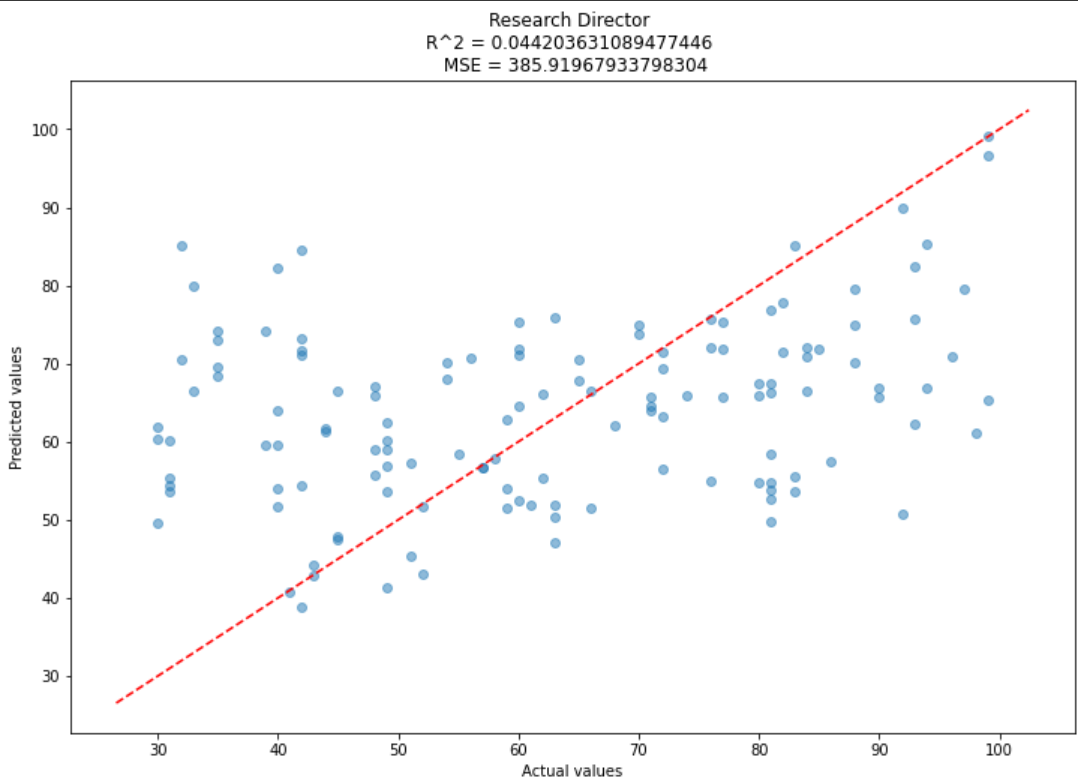 Research Director
R^2 = 0.044203631089477446
MSE = 385.91967933798304
100
90
80
70
60
50
40
30
Predicted values
30 40 50 60 70 80 90 100
Actual values